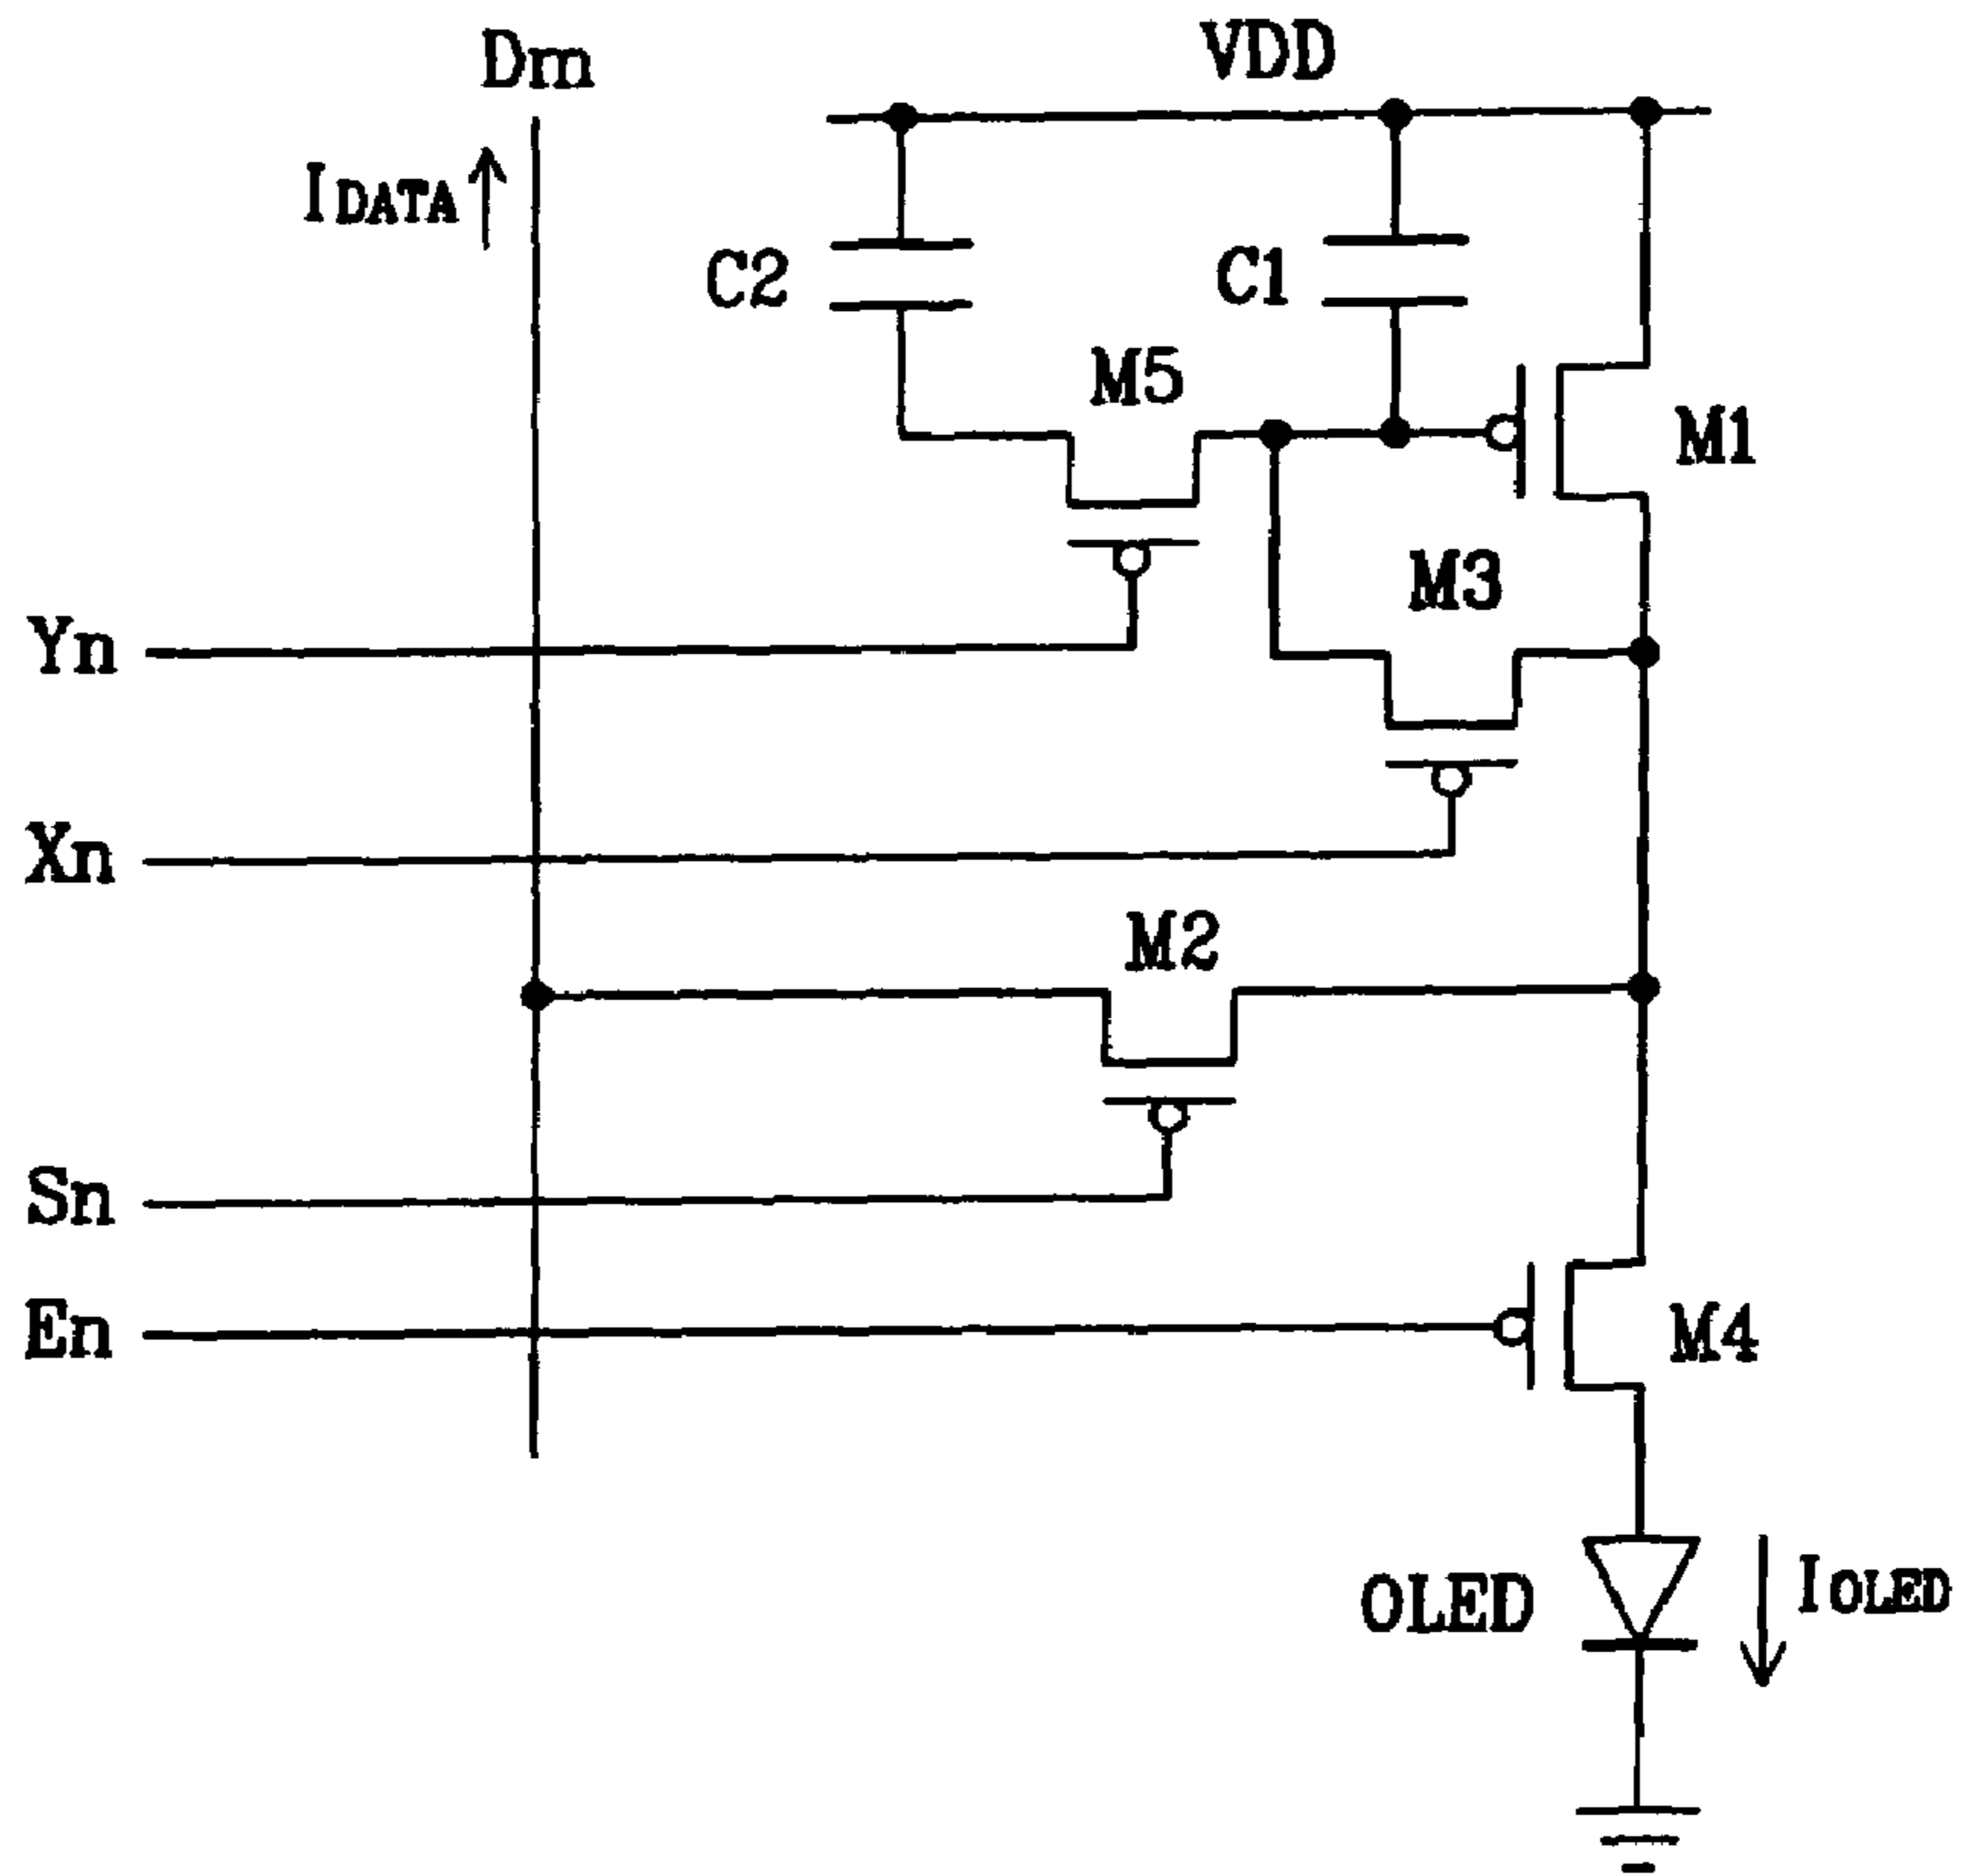 Dm
VDD
IDATA
C2
C1
M5
M1
M3
Yn
Xn
M2
Sn
En
M4
OLED
IOLED